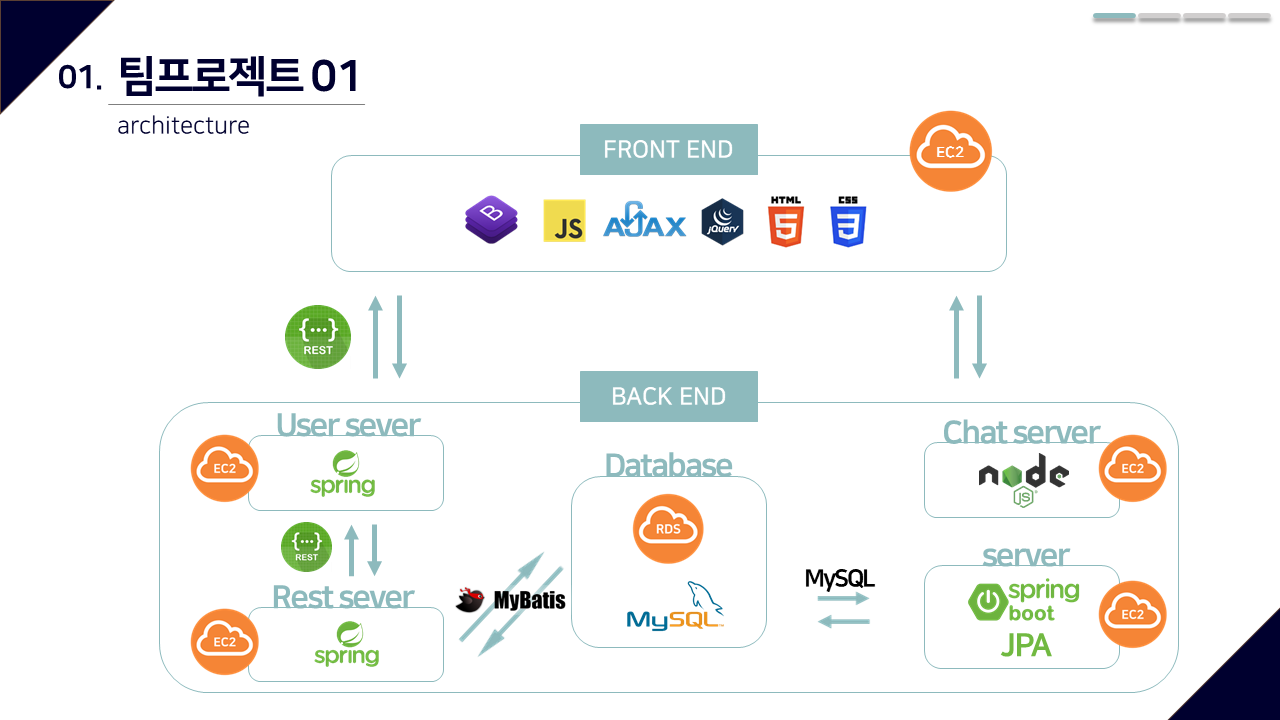 01. 팀프로젝트 01
architecture
FRONT END
EC2
B
JS
AJAX
jQuery
HTML
5
CSS
3
{···}
REST
BACK END
User sever
EC2
spring
{···}
REST
Rest sever
EC2
spring
MyBatis
Database
RDS
MySQL™
MySQL
Chat server
node
JS
EC2
server
spring
boot
JPA
EC2